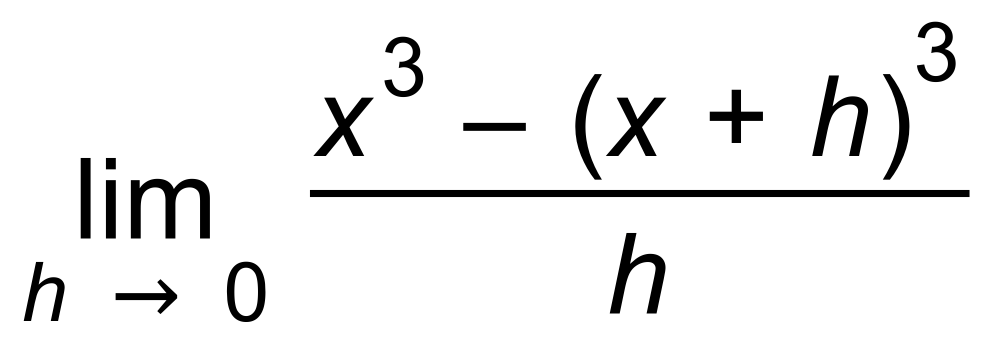 lim h → 0 x³ − (x + h)³ / h